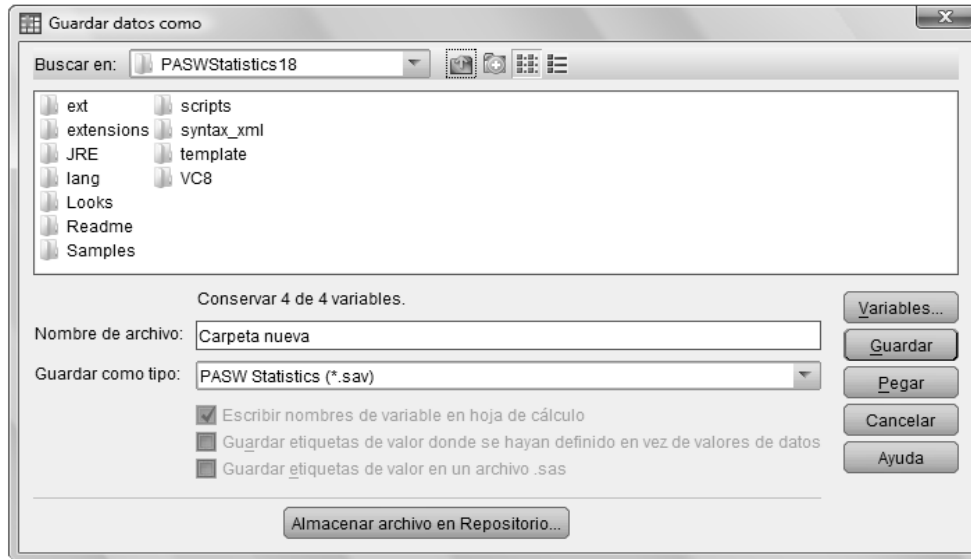 Guardar datos como
Buscar en: PASWStatistics18
ext scripts
extensions syntax_xml
JRE template
lang VC8
Looks
Readme
Samples
Conservar 4 de 4 variables.
Variables...
Nombre de archivo: Carpeta nueva
Guardar
Guardar como tipo: PASW Statistics (*.sav)
Pegar
Escribir nombres de variable en hoja de cálculo
Cancelar
Guardar etiquetas de valor donde se hayan definido en vez de valores de datos
Guardar etiquetas de valor en un archivo .sas
Ayuda
Almacenar archivo en Repositorio...